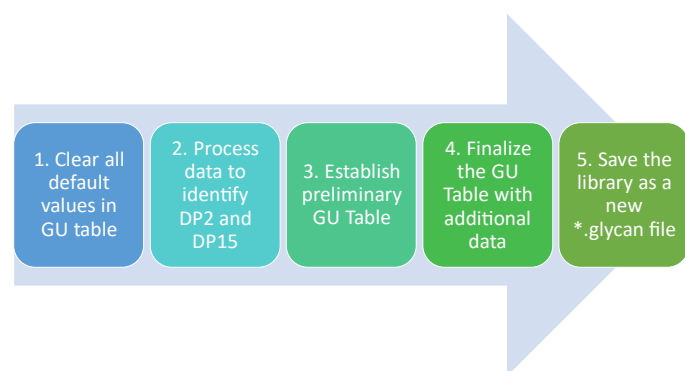 1. Clear all
default
values in
GU table
2. Process
data to
identify
DP2 and
DP15
3. Establish
preliminary
GU Table
4. Finalize
the GU
Table with
additional
data
5. Save the
library as a
new
*.glycan file